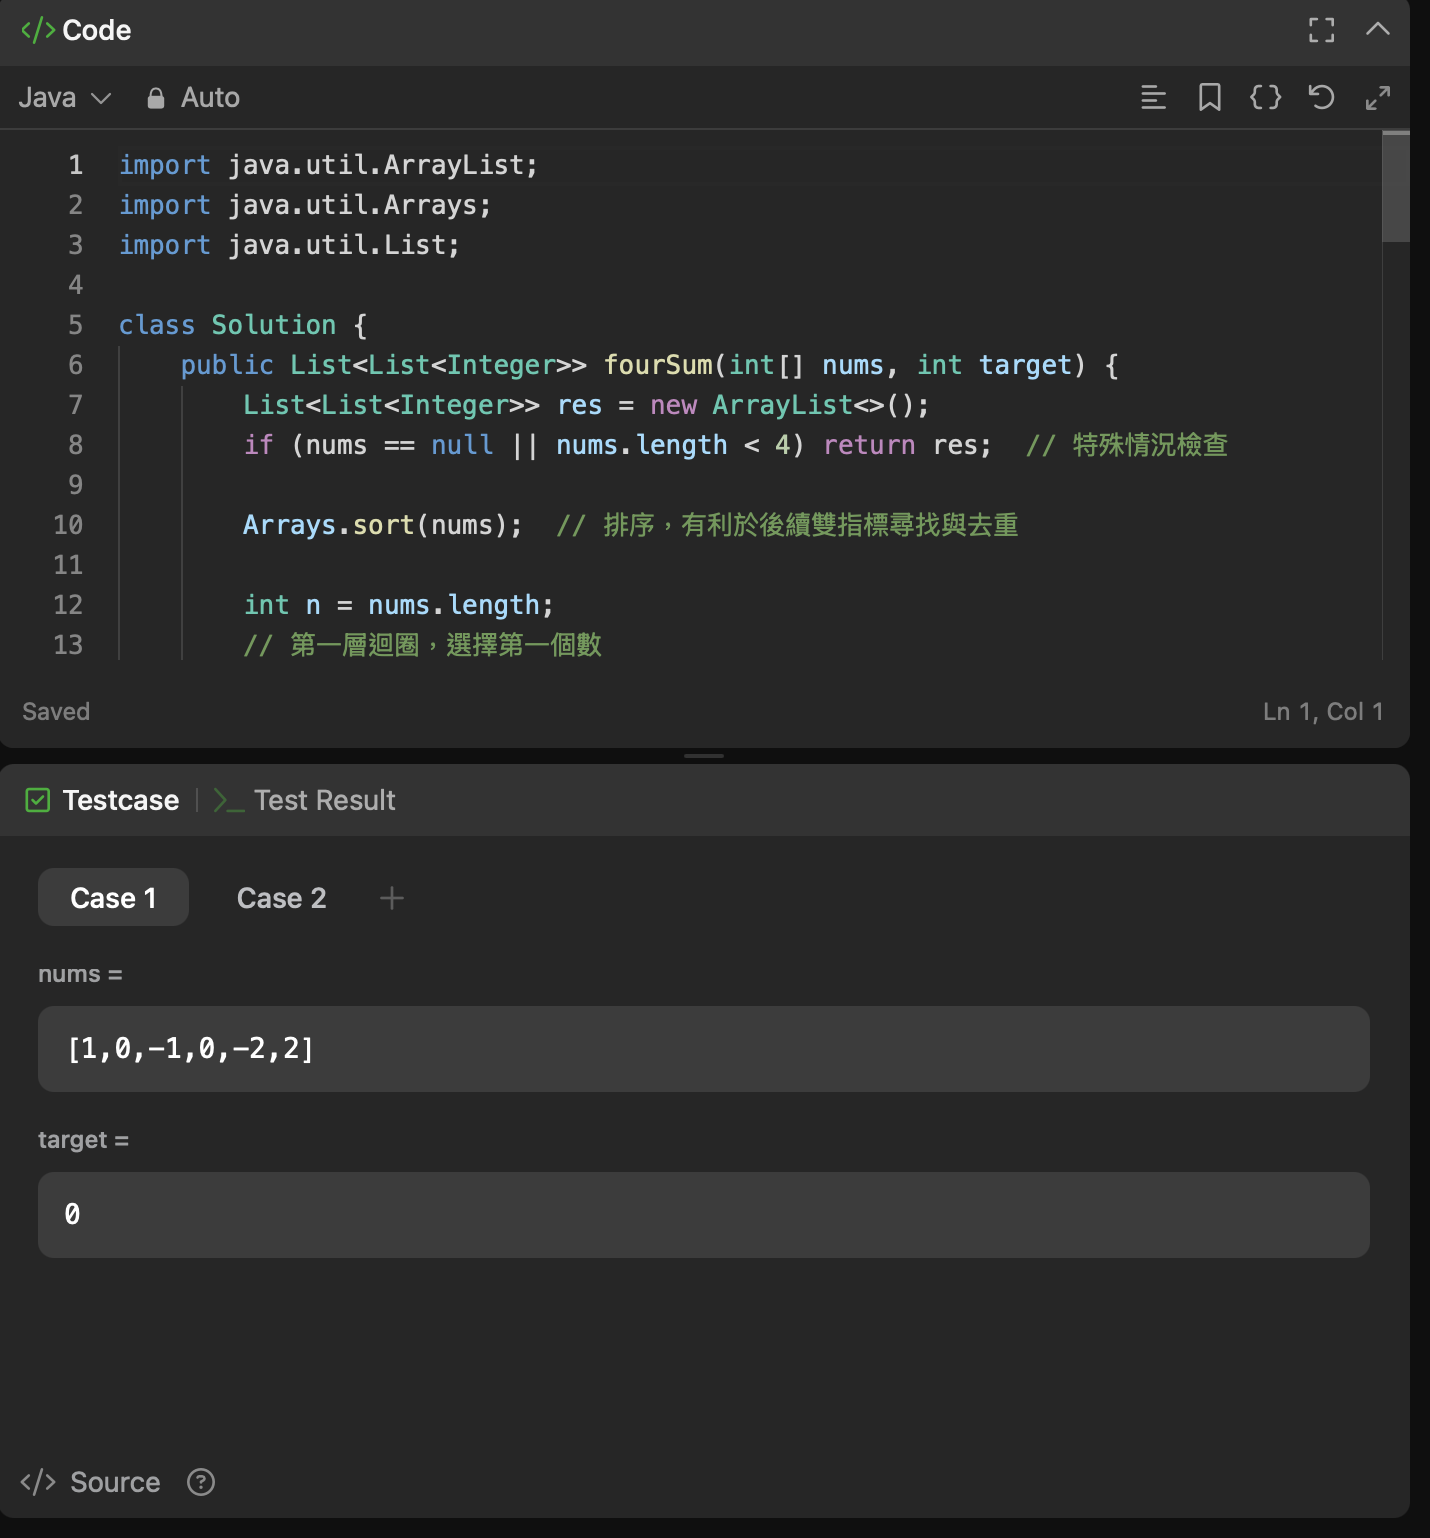 </> Code
Java Auto
1 import java.util.ArrayList;
2 import java.util.Arrays;
3 import java.util.List;
4
5 class Solution {
6 public List<List<Integer>> fourSum(int[] nums, int target) {
7 List<List<Integer>> res = new ArrayList<>();
8 if (nums == null || nums.length < 4) return res; // 特殊情況檢查
9
10 Arrays.sort(nums); // 排序，有利於後續雙指標尋找與去重
11
12 int n = nums.length;
13 // 第一層迴圈，選擇第一個數
Saved Ln 1, Col 1
Testcase | >_ Test Result
Case 1 Case 2 +
nums =
[1,0,-1,0,-2,2]
target =
0
</> Source ?